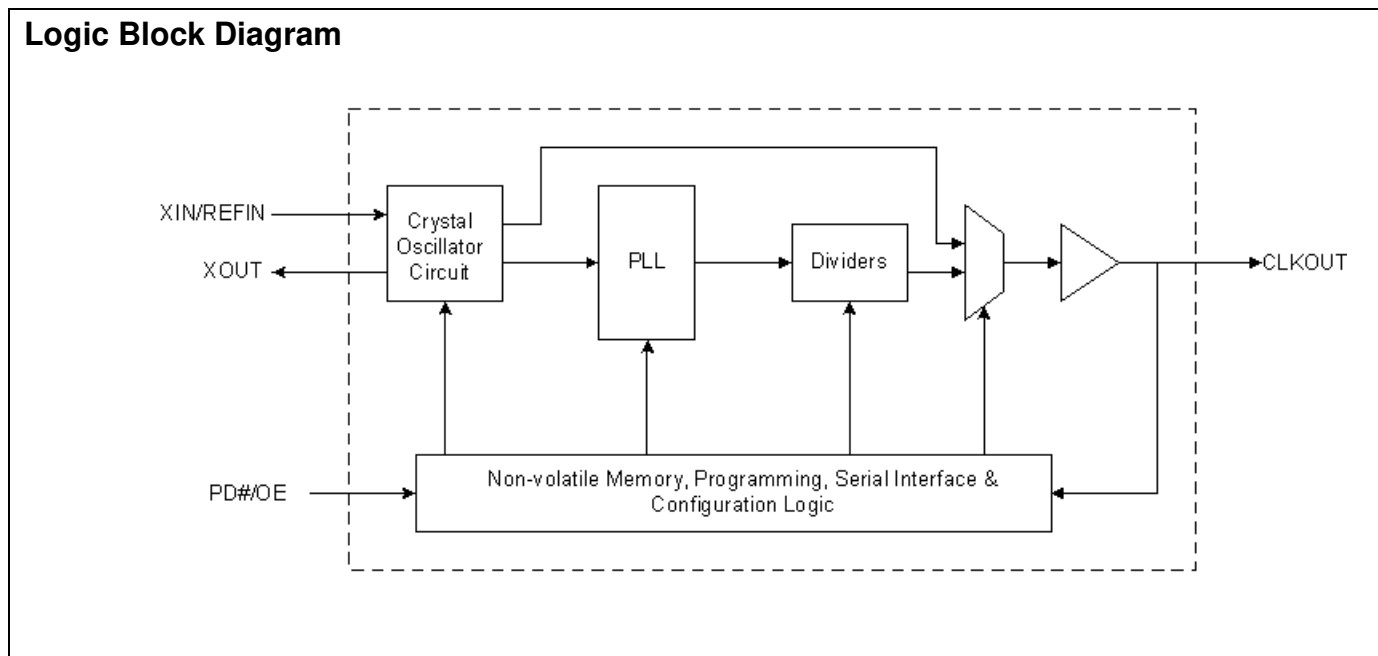 Logic Block Diagram
XIN/REFIN
XOUT
Crystal
Oscillator
Circuit
PLL
Dividers
CLKOUT
PD#/OE
Non-volatile Memory, Programming, Serial Interface &
Configuration Logic